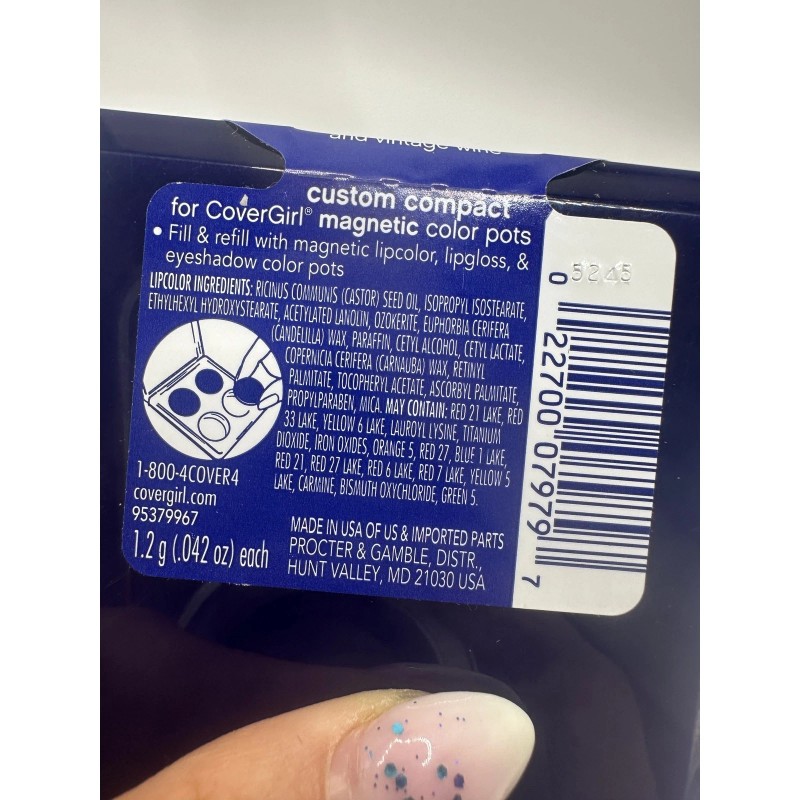 and vintage wine
custom compact
for CoverGirl® magnetic color pots
• Fill & refill with magnetic lipcolor, lipgloss, &
eyeshadow color pots
LIPCOLOR INGREDIENTS: RICINUS COMMUNIS (CASTOR) SEED OIL, ISOPROPYL ISOSTEARATE,
ETHYLHEXYL HYDROXYSTEARATE, ACETYLATED LANOLIN, OZOKERITE, EUPHORBIA CERIFERA
(CANDELILLA) WAX, PARAFFIN, CETYL ALCOHOL, CETYL LACTATE,
COPERNICIA CERIFERA (CARNAUBA) WAX, RETINYL
PALMITATE, TOCOPHERYL ACETATE, ASCORBYL PALMITATE,
PROPYLPARABEN, MICA. MAY CONTAIN: RED 21 LAKE, RED
33 LAKE, YELLOW 6 LAKE, LAUROYL LYSINE, TITANIUM
DIOXIDE, IRON OXIDES, ORANGE 5, RED 27, BLUE 1 LAKE,
RED 21, RED 27 LAKE, RED 6 LAKE, RED 7 LAKE, YELLOW 5
LAKE, CARMINE, BISMUTH OXYCHLORIDE, GREEN 5.
1-800-4COVER4
covergirl.com
95379967
1.2 g (.042 oz) each
MADE IN USA OF US & IMPORTED PARTS
PROCTER & GAMBLE, DISTR.,
HUNT VALLEY, MD 21030 USA
5245
0 22700 07979 7